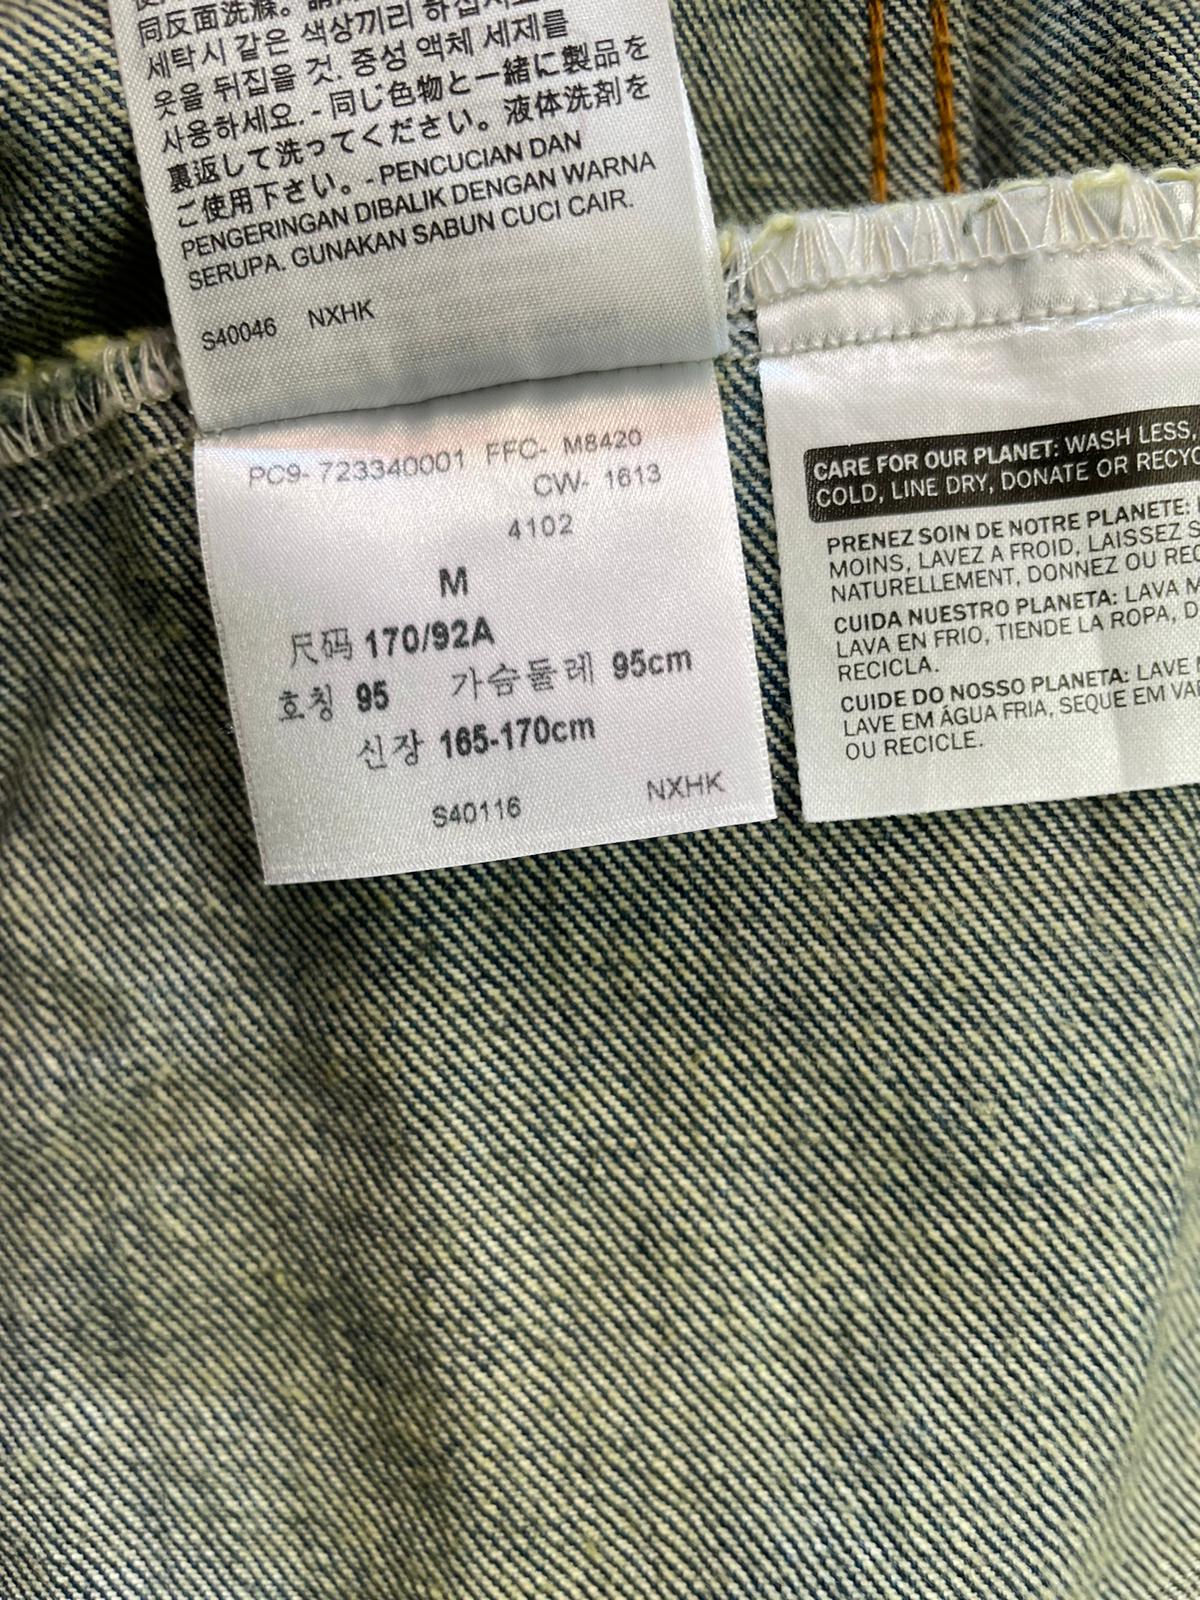 同反面洗滌。
세탁시 같은 색상끼리 하십시오
옷을 뒤집을 것. 중성 액체 세제를
사용하세요. - 同じ色物と一緒に製品を
裏返して洗ってください。液体洗剤を
ご使用下さい。- PENCUCIAN DAN
PENGERINGAN DIBALIK DENGAN WARNA
SERUPA. GUNAKAN SABUN CUCI CAIR.
S40046 NXHK
PC9- 723340001 FFC- M8420
CW- 1613
4102
M
尺码 170/92A
호칭 95 가슴둘레 95cm
신장 165-170cm
S40116 NXHK
CARE FOR OUR PLANET: WASH LESS,
COLD, LINE DRY, DONATE OR RECYC
PRENEZ SOIN DE NOTRE PLANETE:
MOINS, LAVEZ A FROID, LAISSEZ S
NATURELLEMENT, DONNEZ OU REC
CUIDA NUESTRO PLANETA: LAVA M
LAVA EN FRIO, TIENDE LA ROPA, D
RECICLA.
CUIDE DO NOSSO PLANETA: LAVE
LAVE EM ÁGUA FRIA, SEQUE EM VA
OU RECICLE.